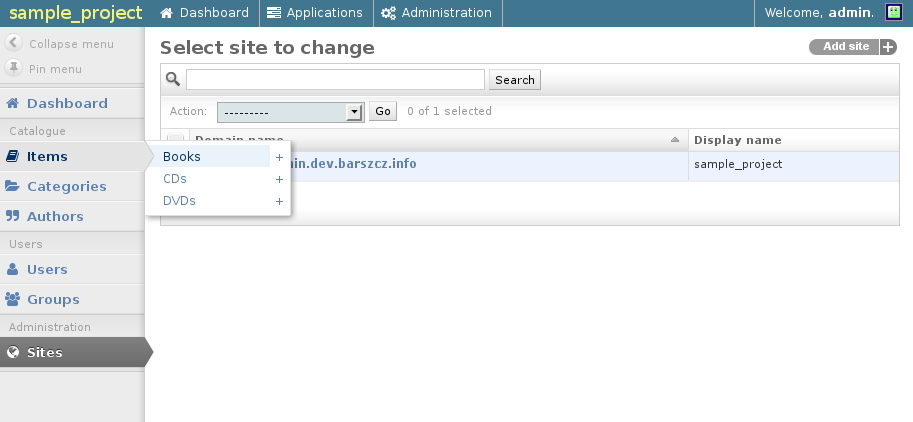 sample_project Dashboard Applications Administration Welcome, admin.
Collapse menu
Pin menu
Dashboard
Catalogue
Items
Categories
Authors
Users
Users
Groups
Administration
Sites
Books +
CDs +
DVDs +
Select site to change
Add site +
Search
Action: --------- Go 0 of 1 selected
Domain name Display name
.dev.barszcz.info sample_project